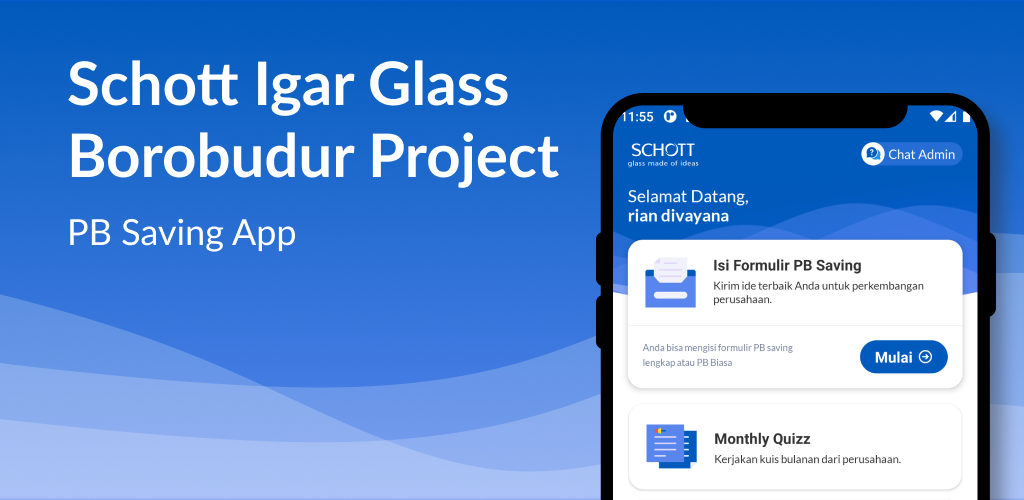 Schott Igar Glass
Borobudur Project
PB Saving App
11:55
SCHOTT
glass made of ideas
Chat Admin
Selamat Datang,
rian divayana
Isi Formulir PB Saving
Kirim ide terbaik Anda untuk perkembangan
perusahaan.
Anda bisa mengisi formulir PB saving
lengkap atau PB Biasa
Mulai
Monthly Quizz
Kerjakan kuis bulanan dari perusahaan.